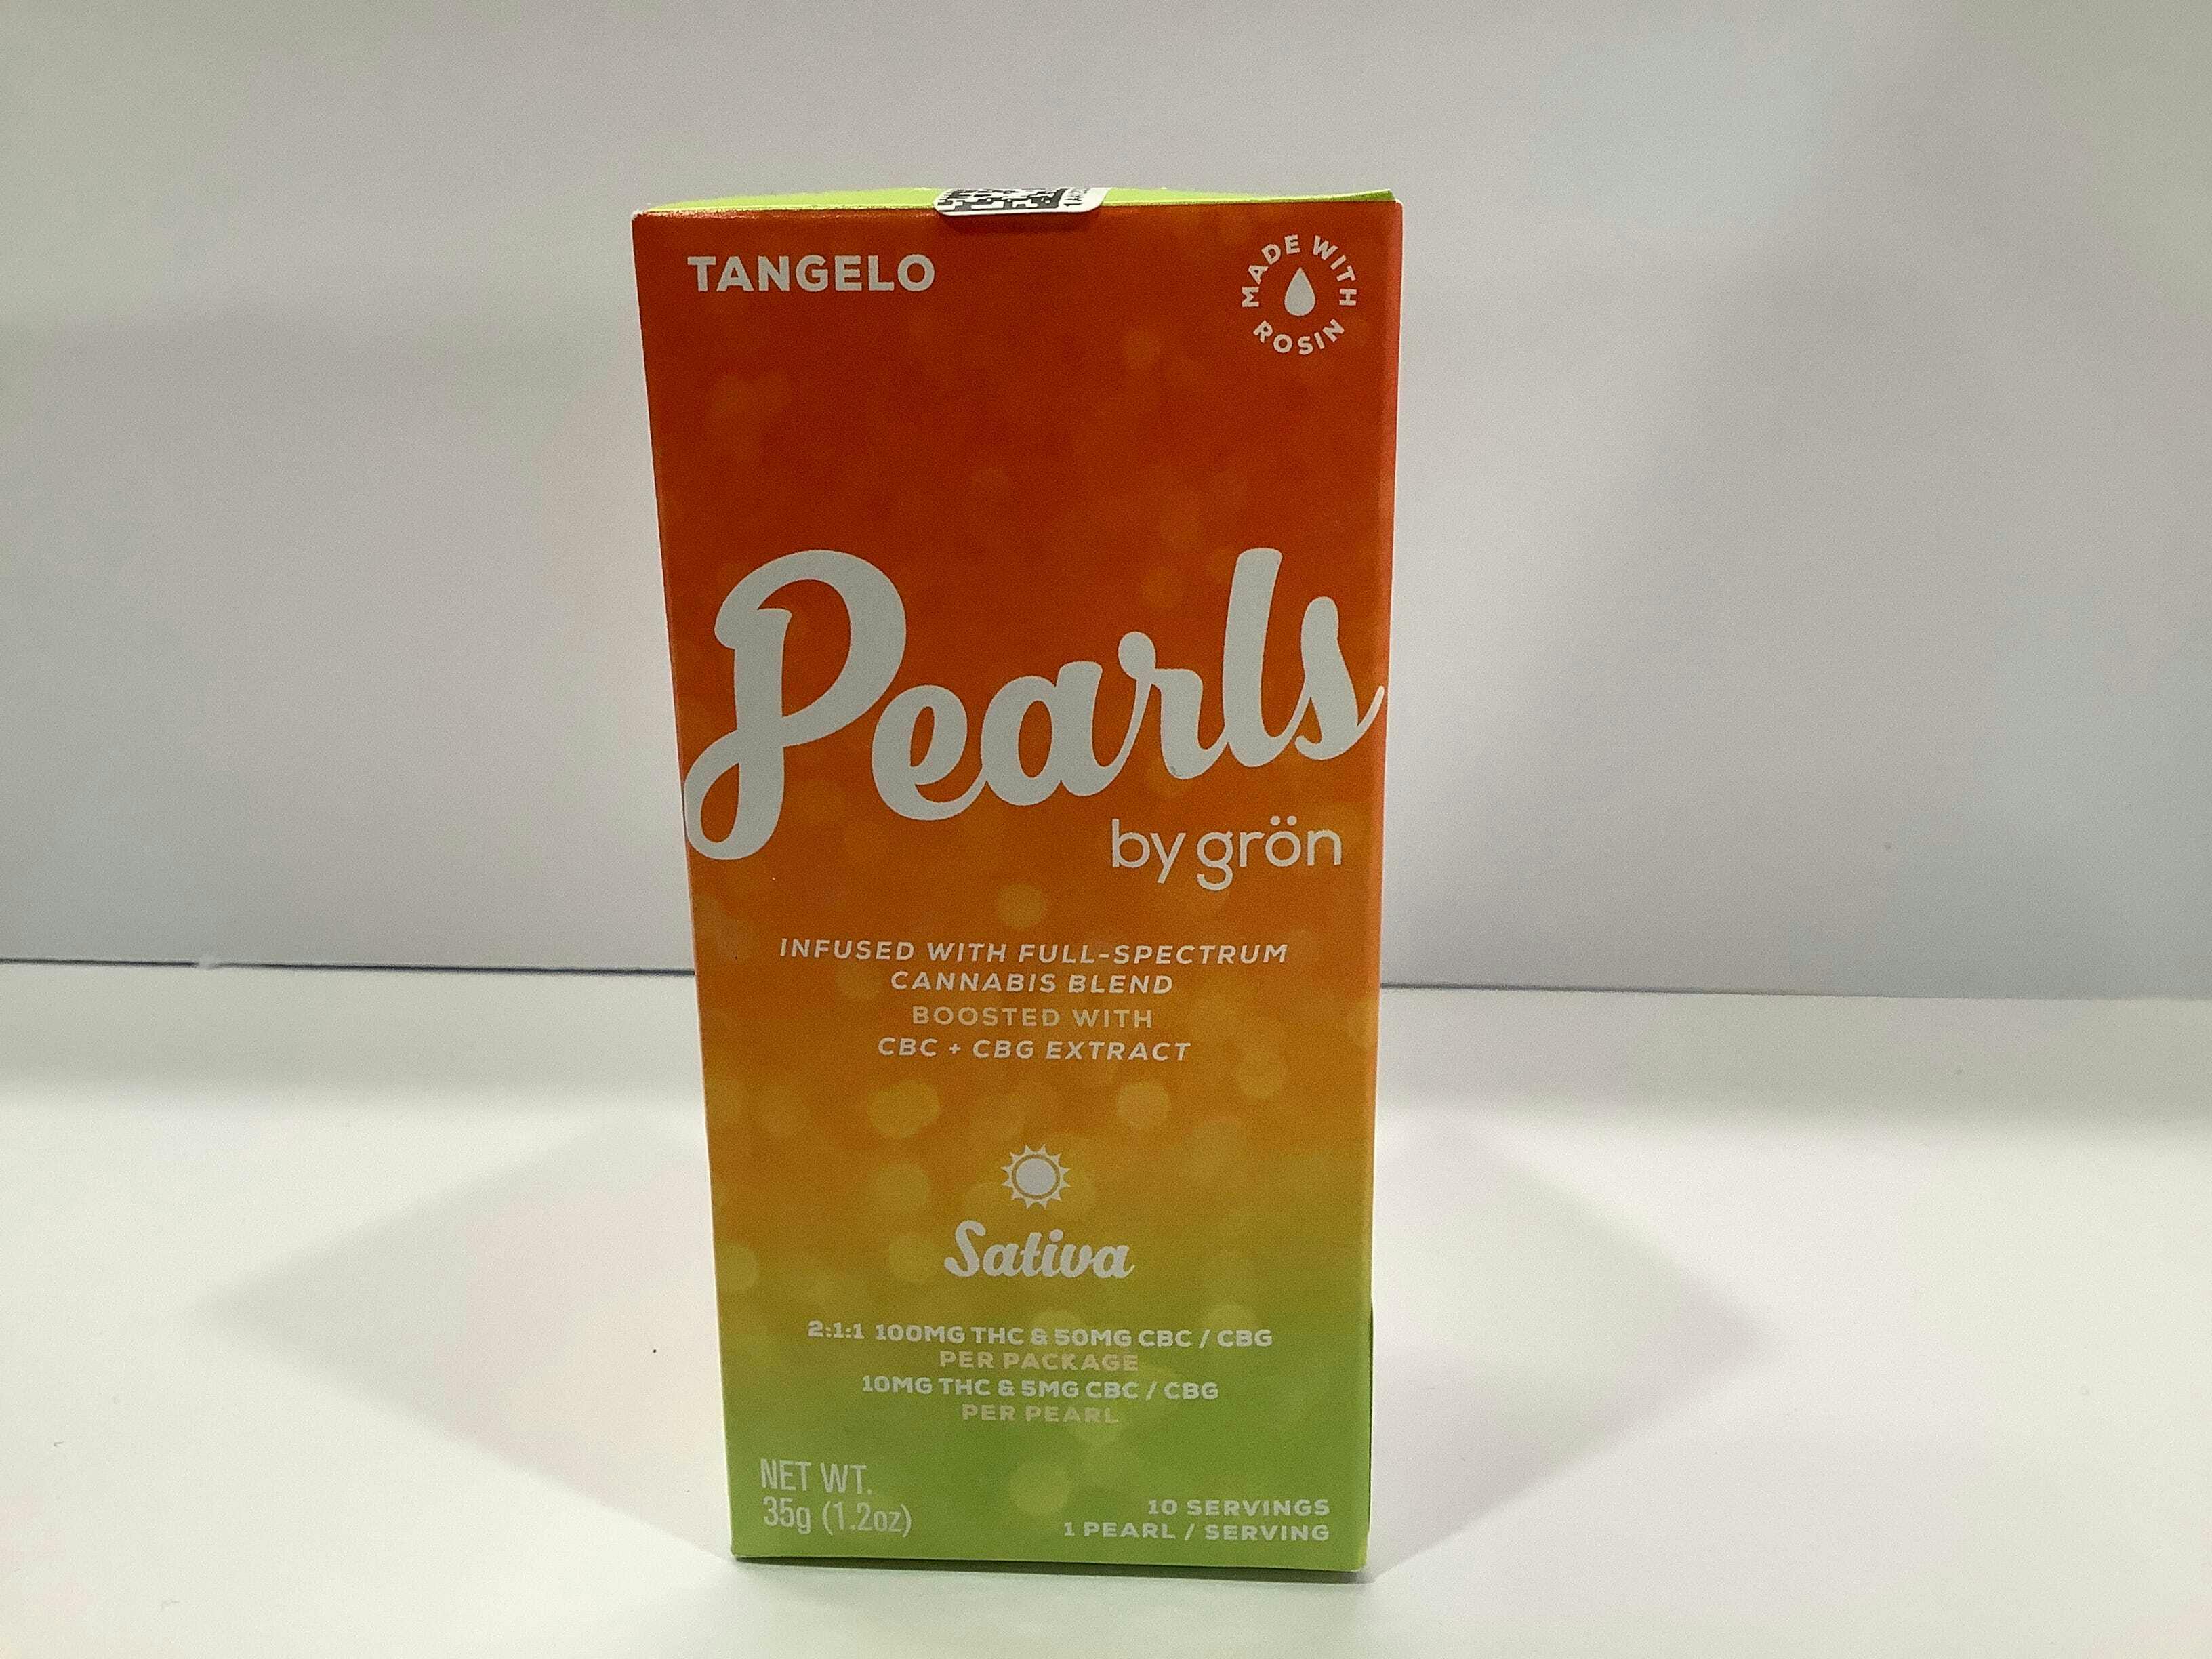 TANGELO
MADE WITH
ROSIN
Pearls
by grön
INFUSED WITH FULL-SPECTRUM
CANNABIS BLEND
BOOSTED WITH
CBC + CBG EXTRACT
Sativa
2:1:1 100MG THC & 50MG CBC / CBG
PER PACKAGE
10MG THC & 5MG CBC / CBG
PER PEARL
NET WT.
35g (1.2oz)
10 SERVINGS
1 PEARL / SERVING